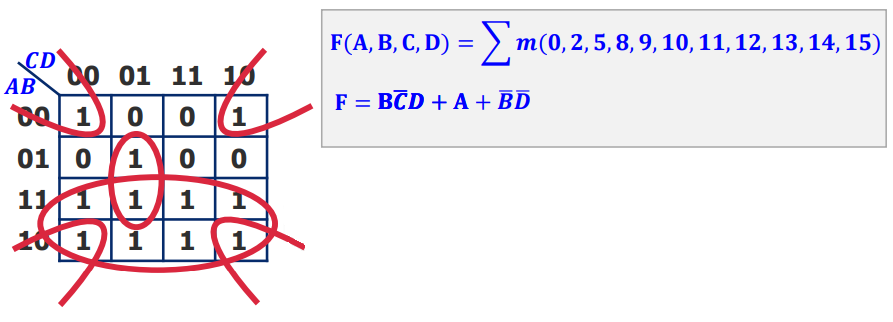 F(A, B, C, D) = ∑ m(0, 2, 5, 8, 9, 10, 11, 12, 13, 14, 15)
F = BC̅D + A + B̅D̅
CD
AB
00 01 11 10
00 1 0 0 1
01 0 1 0 0
11 1 1 1 1
10 1 1 1 1